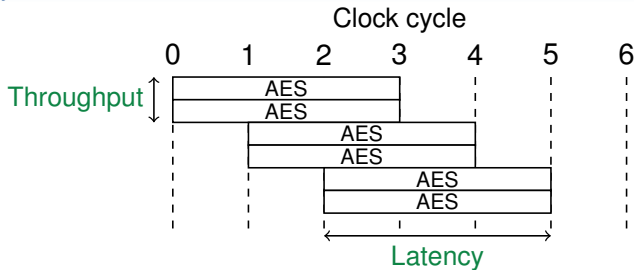 Clock cycle
0 1 2 3 4 5 6
AES
Throughput
AES
AES
AES
AES
AES
Latency